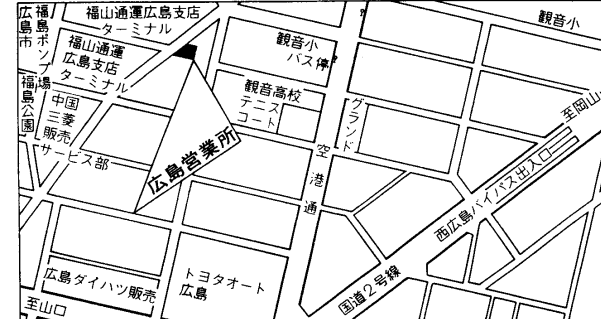 広島市
福島ポンプ場
福島公園
福山通運広島支店
ターミナル
福山通運
広島支店
ターミナル
中国
三菱
販売
サービス部
観音小
バス停
観音小
観音高校
テニス
コート
グランド
至岡山
広島営業所
空港通
西広島バイパス出入口
国道2号線
広島ダイハツ販売
トヨタオート
広島
至山口